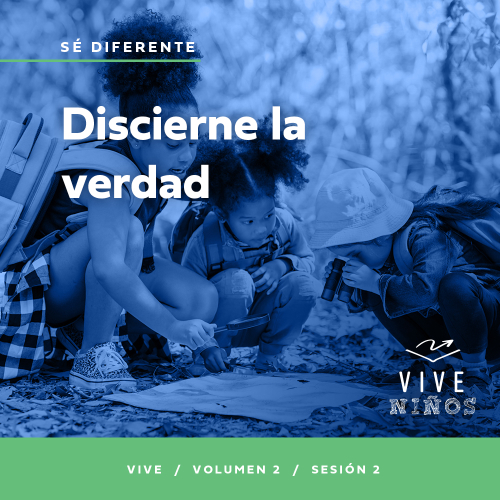 SÉ DIFERENTE
Discierne la
verdad
VIVE
NIÑOS
VIVE / VOLUMEN 2 / SESIÓN 2